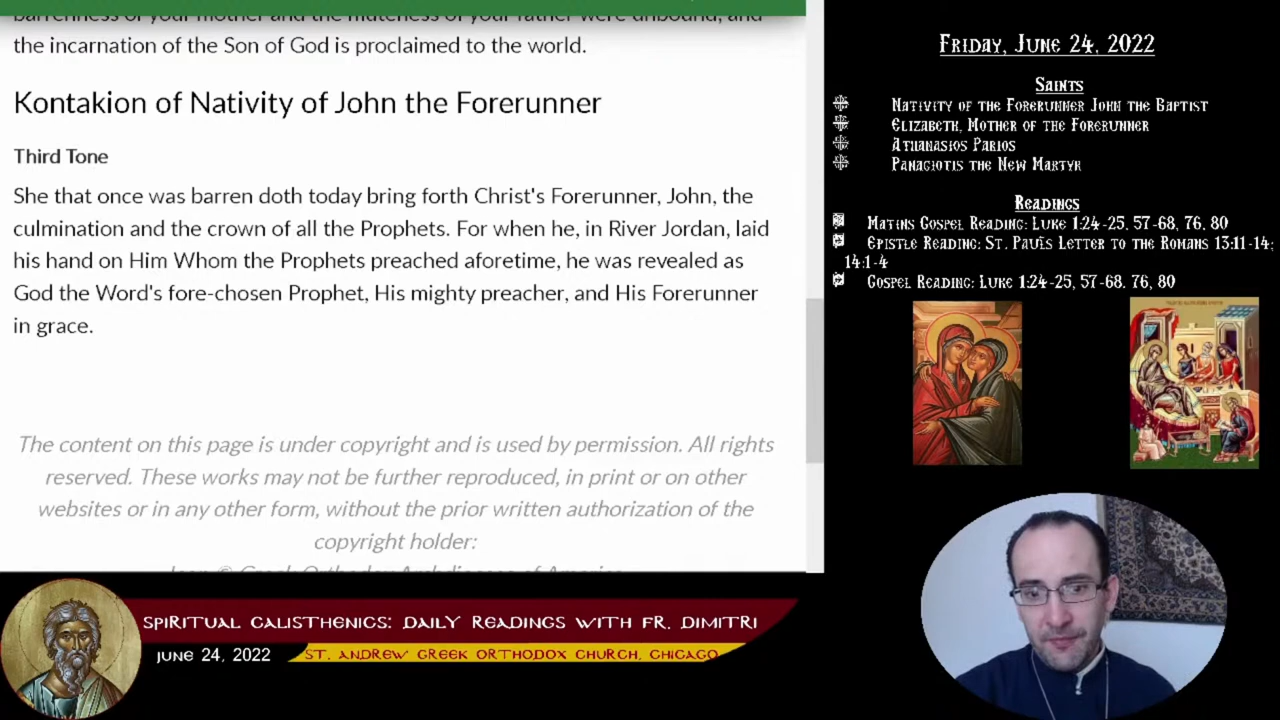 barrenness of your mother and the muteness of your father were unbound, and
the incarnation of the Son of God is proclaimed to the world.
Kontakion of Nativity of John the Forerunner
Third Tone
She that once was barren doth today bring forth Christ's Forerunner, John, the
culmination and the crown of all the Prophets. For when he, in River Jordan, laid
his hand on Him Whom the Prophets preached aforetime, he was revealed as
God the Word's fore-chosen Prophet, His mighty preacher, and His Forerunner
in grace.
The content on this page is under copyright and is used by permission. All rights
reserved. These works may not be further reproduced, in print or on other
websites or in any other form, without the prior written authorization of the
copyright holder:
Greek Orthodox Archdiocese of America
Friday, June 24, 2022
Saints
Nativity of the Forerunner John the Baptist
Elizabeth, Mother of the Forerunner
Athanasios Parios
Panagiotis the New Martyr
Readings
Matins Gospel Reading: Luke 1:24-25, 57-68, 76, 80
Epistle Reading: St. Paul's Letter to the Romans 13:11-14;
14:1-4
Gospel Reading: Luke 1:24-25, 57-68, 76, 80
Spiritual Calisthenics: Daily Readings with Fr. Dimitri
June 24, 2022
St. Andrew Greek Orthodox Church, Chicago